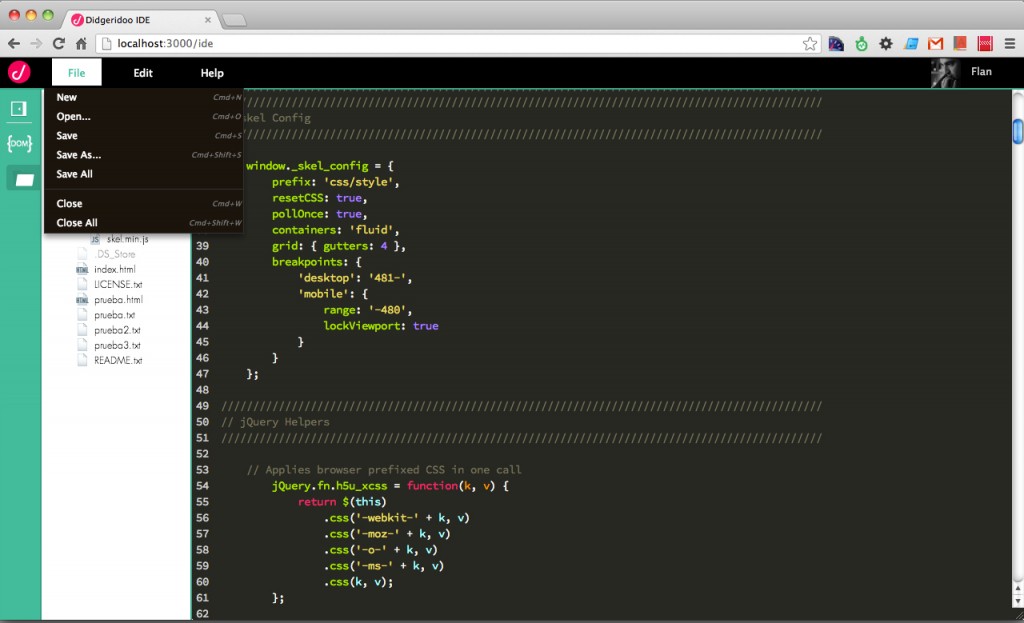 Didgeridoo IDE
localhost:3000/ide
File Edit Help
Flan
New Cmd+N
Open... Cmd+O
Save Cmd+S
Save As... Cmd+Shift+S
Save All
Close Cmd+W
Close All Cmd+Shift+W
{DOM}
JS skel.min.js
.DS_Store
HTML index.html
LICENSE.txt
HTML prueba.html
prueba.txt
prueba2.txt
prueba3.txt
README.txt
//////////////////////////////////////////////////////////////////////////////////////////
skel Config
//////////////////////////////////////////////////////////////////////////////////////////
window._skel_config = {
prefix: 'css/style',
resetCSS: true,
pollOnce: true,
containers: 'fluid',
39 grid: { gutters: 4 },
40 breakpoints: {
41 'desktop': '481-',
42 'mobile': {
43 range: '-480',
44 lockViewport: true
45 }
46 }
47 };
48
49 //////////////////////////////////////////////////////////////////////////////////////////////
50 // jQuery Helpers
51 //////////////////////////////////////////////////////////////////////////////////////////////
52
53 // Applies browser prefixed CSS in one call
54 jQuery.fn.h5u_xcss = function(k, v) {
55 return $(this)
56 .css('-webkit-' + k, v)
57 .css('-moz-' + k, v)
58 .css('-o-' + k, v)
59 .css('-ms-' + k, v)
60 .css(k, v);
61 };
62